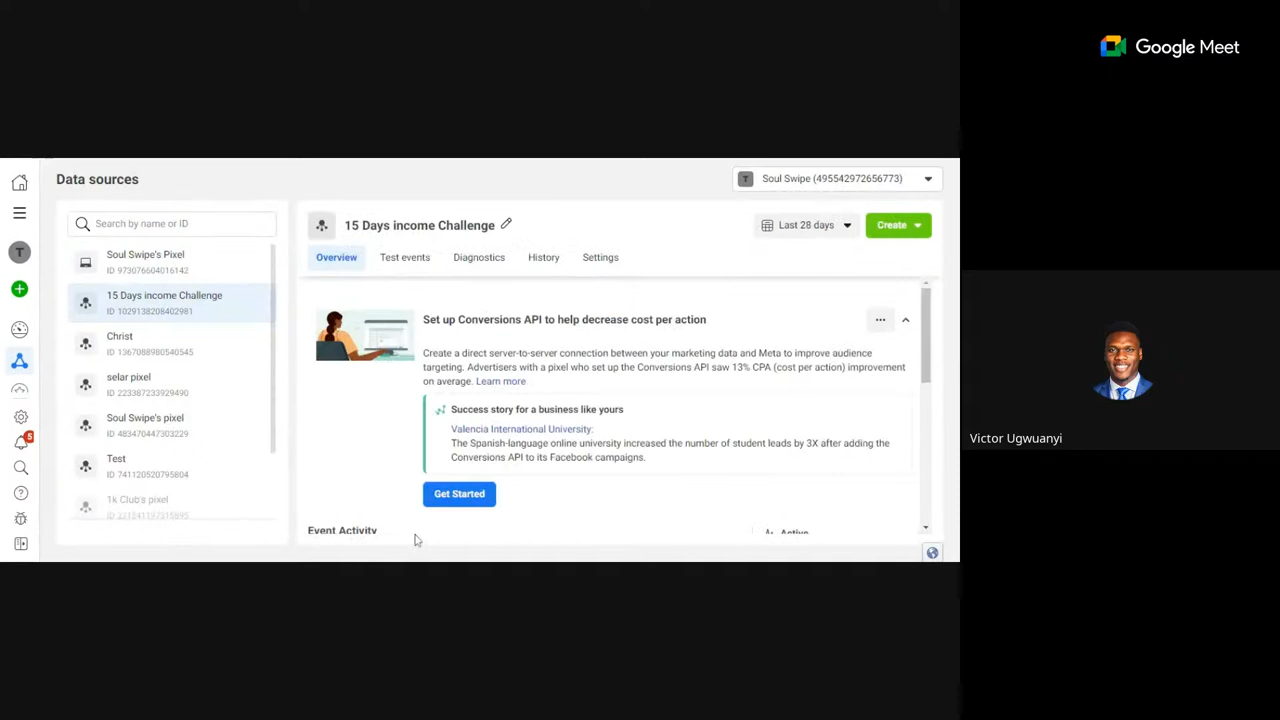 Google Meet
Data sources
T Soul Swipe (495542972656773)
Search by name or ID
Soul Swipe's Pixel
ID 973076604016142
15 Days income Challenge
ID 1029138208402981
Christ
ID 1367088980540545
selar pixel
ID 223387233929490
Soul Swipe's pixel
ID 483470447303229
Test
ID 741120520795804
1k Club's pixel
ID 221241197315895
T
5
15 Days income Challenge
Last 28 days
Create
Overview Test events Diagnostics History Settings
Set up Conversions API to help decrease cost per action
Create a direct server-to-server connection between your marketing data and Meta to improve audience
targeting. Advertisers with a pixel who set up the Conversions API saw 13% CPA (cost per action) improvement
on average. Learn more
Success story for a business like yours
Valencia International University:
The Spanish-language online university increased the number of student leads by 3X after adding the
Conversions API to its Facebook campaigns.
Get Started
Event Activity
Active
Victor Ugwuanyi